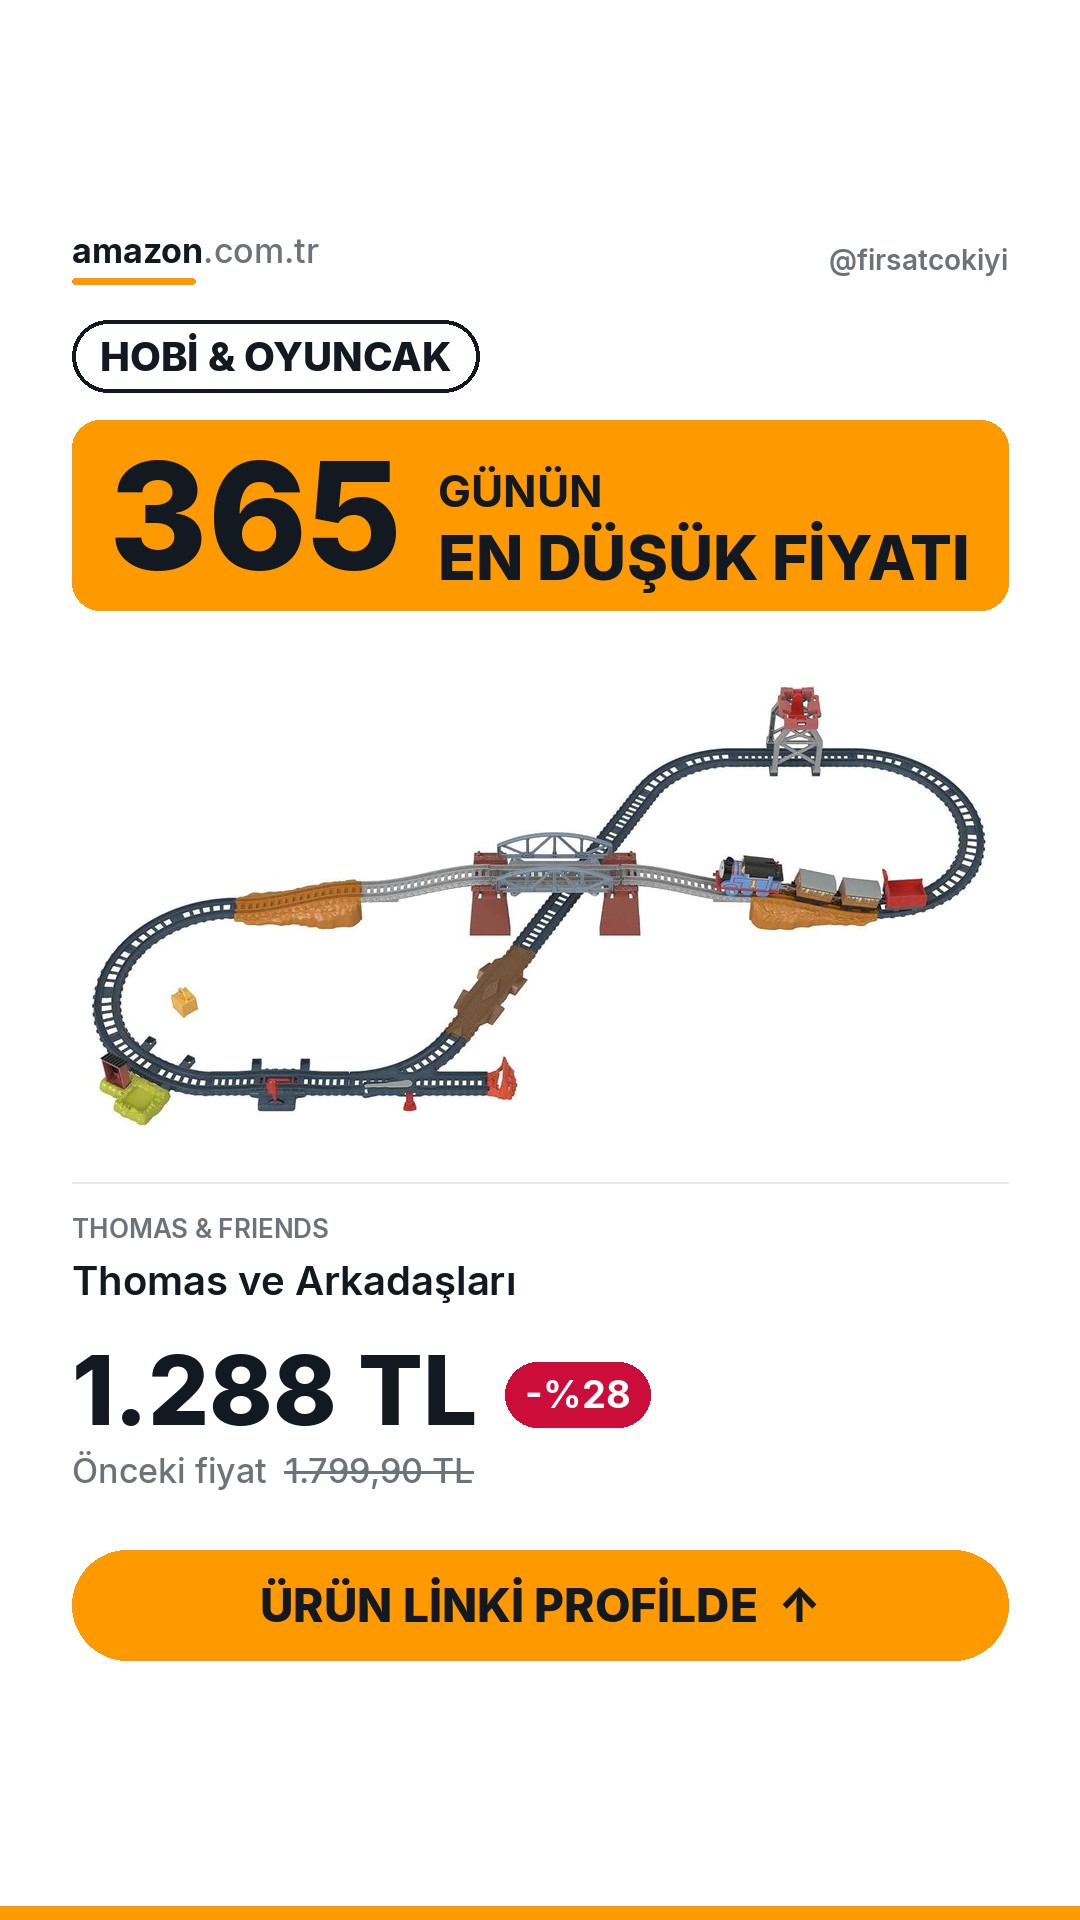 amazon.com.tr
@firsatcokiyi
HOBİ & OYUNCAK
365
GÜNÜN
EN DÜŞÜK FİYATI
THOMAS & FRIENDS
Thomas ve Arkadaşları
1.288 TL -%28
Önceki fiyat 1.799,90 TL
ÜRÜN LİNKİ PROFİLDE ↑